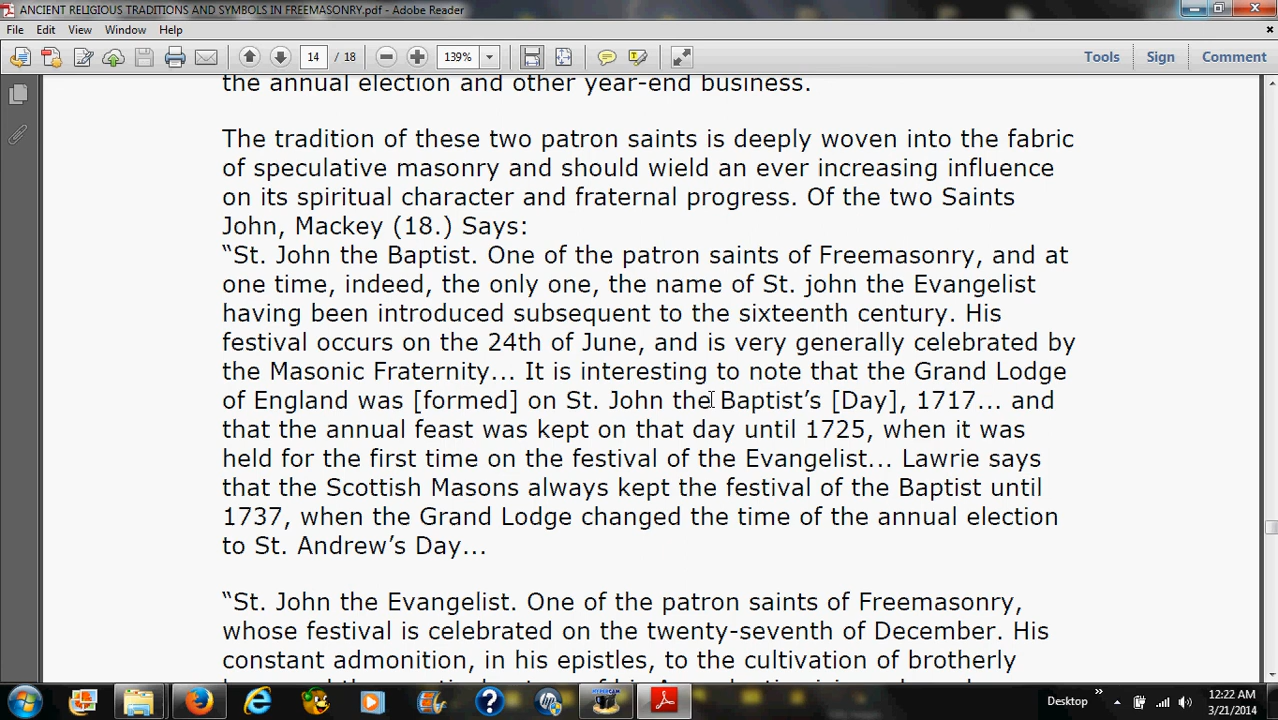 ANCIENT RELIGIOUS TRADITIONS AND SYMBOLS IN FREEMASONRY.pdf - Adobe Reader
File Edit View Window Help
14 / 18 139% Tools Sign Comment
the annual election and other year-end business.
The tradition of these two patron saints is deeply woven into the fabric
of speculative masonry and should wield an ever increasing influence
on its spiritual character and fraternal progress. Of the two Saints
John, Mackey (18.) Says:
“St. John the Baptist. One of the patron saints of Freemasonry, and at
one time, indeed, the only one, the name of St. john the Evangelist
having been introduced subsequent to the sixteenth century. His
festival occurs on the 24th of June, and is very generally celebrated by
the Masonic Fraternity... It is interesting to note that the Grand Lodge
of England was [formed] on St. John the Baptist’s [Day], 1717... and
that the annual feast was kept on that day until 1725, when it was
held for the first time on the festival of the Evangelist... Lawrie says
that the Scottish Masons always kept the festival of the Baptist until
1737, when the Grand Lodge changed the time of the annual election
to St. Andrew’s Day...
“St. John the Evangelist. One of the patron saints of Freemasonry,
whose festival is celebrated on the twenty-seventh of December. His
constant admonition, in his epistles, to the cultivation of brotherly
Desktop 12:22 AM
3/21/2014